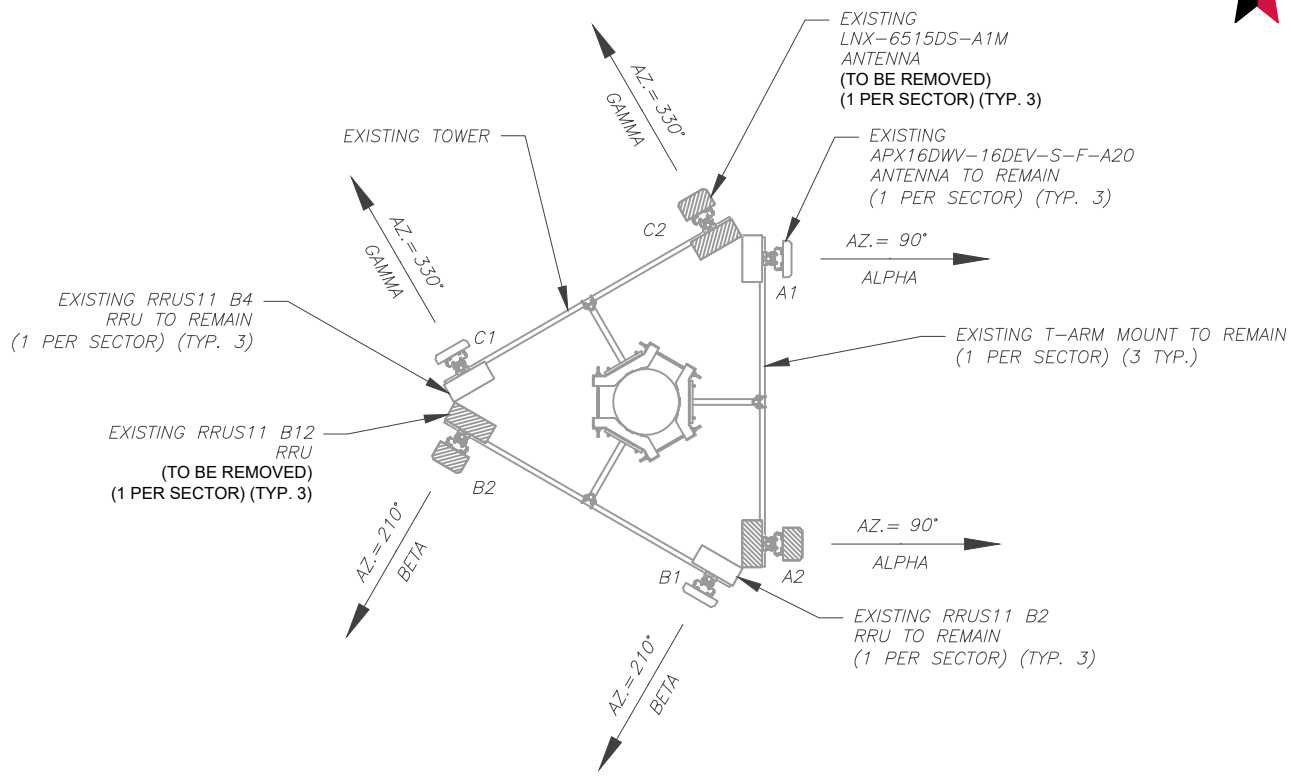 EXISTING
LNX-6515DS-A1M
ANTENNA
(TO BE REMOVED)
(1 PER SECTOR) (TYP. 3)
AZ.= 330°
GAMMA
EXISTING TOWER
EXISTING
APX16DWV-16DEV-S-F-A20
ANTENNA TO REMAIN
(1 PER SECTOR) (TYP. 3)
C2
AZ.= 330°
GAMMA
AZ.= 90°
ALPHA
A1
EXISTING RRUS11 B4
RRU TO REMAIN
(1 PER SECTOR) (TYP. 3)
C1
EXISTING T-ARM MOUNT TO REMAIN
(1 PER SECTOR) (3 TYP.)
EXISTING RRUS11 B12
RRU
(TO BE REMOVED)
(1 PER SECTOR) (TYP. 3)
B2
AZ.= 210°
BETA
AZ.= 90°
ALPHA
A2
B1
EXISTING RRUS11 B2
RRU TO REMAIN
(1 PER SECTOR) (TYP. 3)
AZ.= 210°
BETA